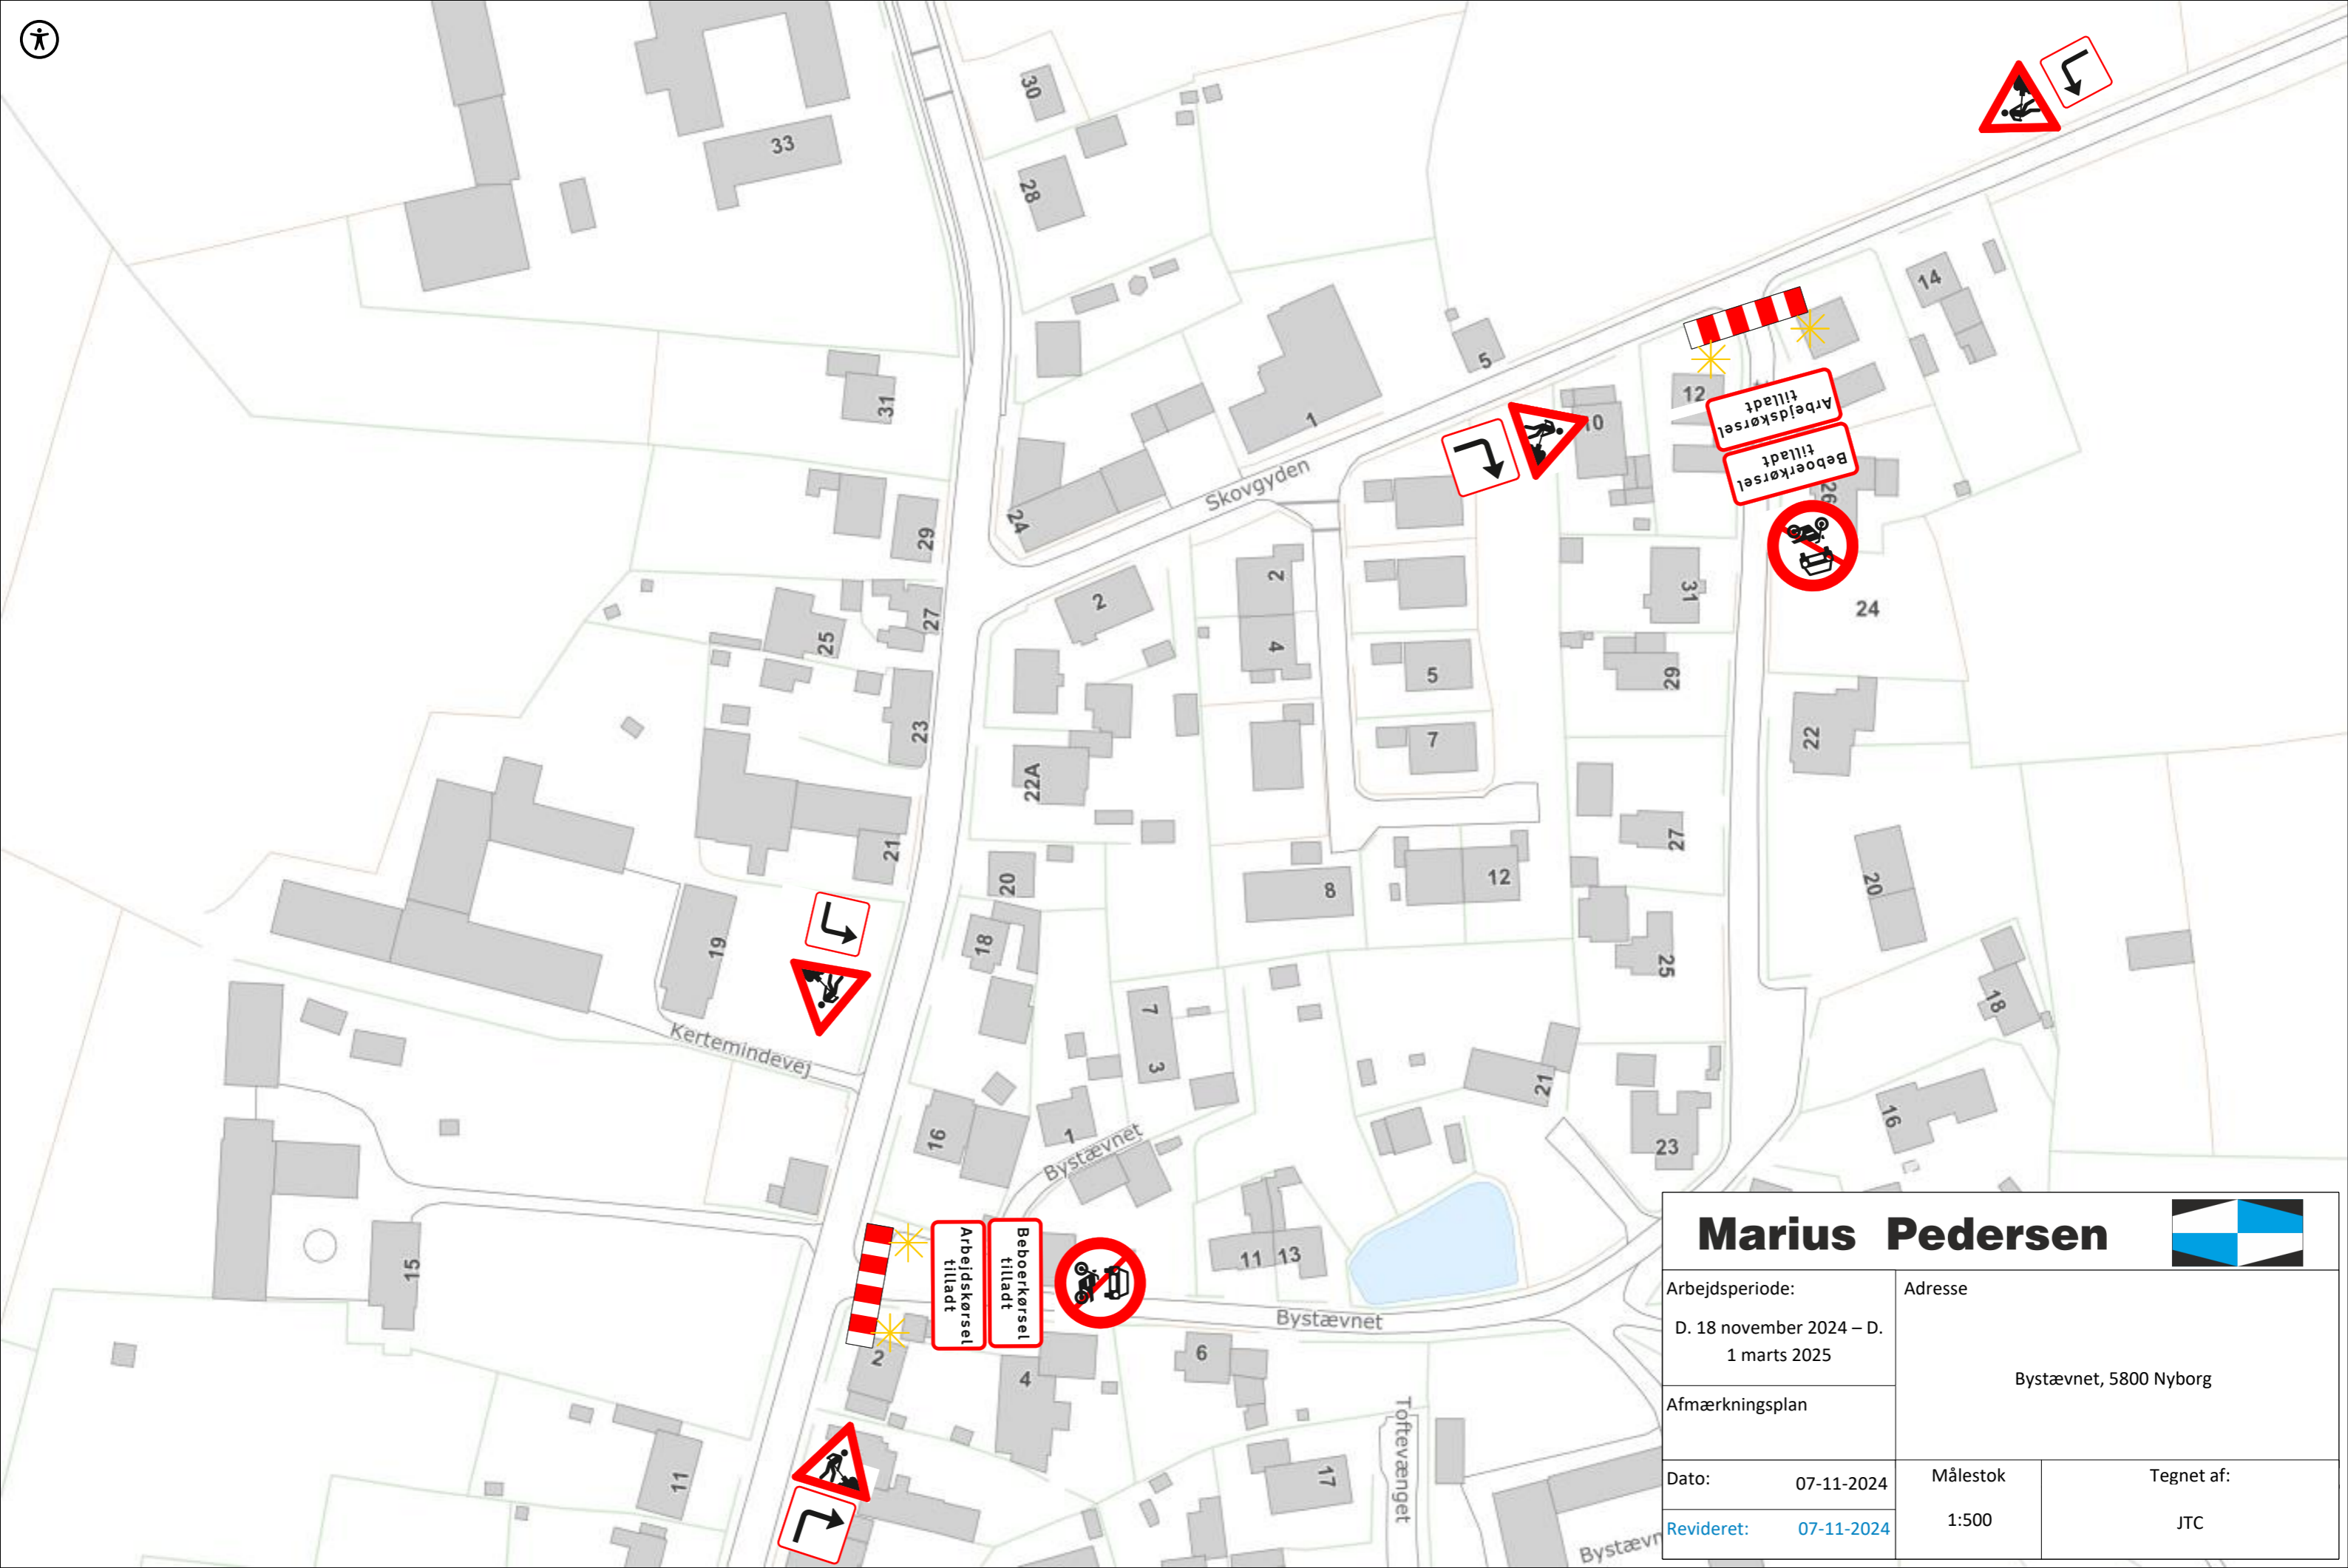 30
33
28
14
5
31
1
12
10
Arbejdskørsel
tilladt
Beboerkørsel
tilladt
26
Skovgyden
24
29
2
2
27
25
31
24
4
5
29
23
7
22
22A
27
21
20
8
12
20
19
18
25
7
18
3
Kertemindevej
21
16
1
Bystævnet
16
23
15
11
13
Arbejdskørsel
tilladt
Beboerkørsel
tilladt
Bystævnet
2
4
6
Toftevænget
17
11
Bystævn
Marius Pedersen
Arbejdsperiode:
D. 18 november 2024 – D.
1 marts 2025
Adresse
Bystævnet, 5800 Nyborg
Afmærkningsplan
Dato:
07-11-2024
Revideret:
07-11-2024
Målestok
1:500
Tegnet af:
JTC